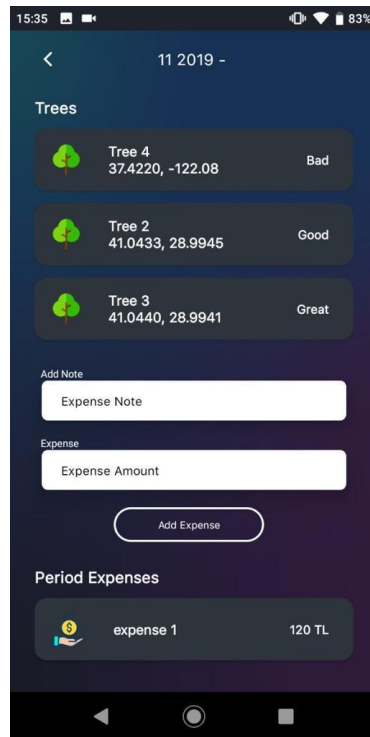 15:35
83%
11 2019 -
Trees
Tree 4
37.4220, -122.08
Bad
Tree 2
41.0433, 28.9945
Good
Tree 3
41.0440, 28.9941
Great
Add Note
Expense Note
Expense
Expense Amount
Add Expense
Period Expenses
expense 1
120 TL